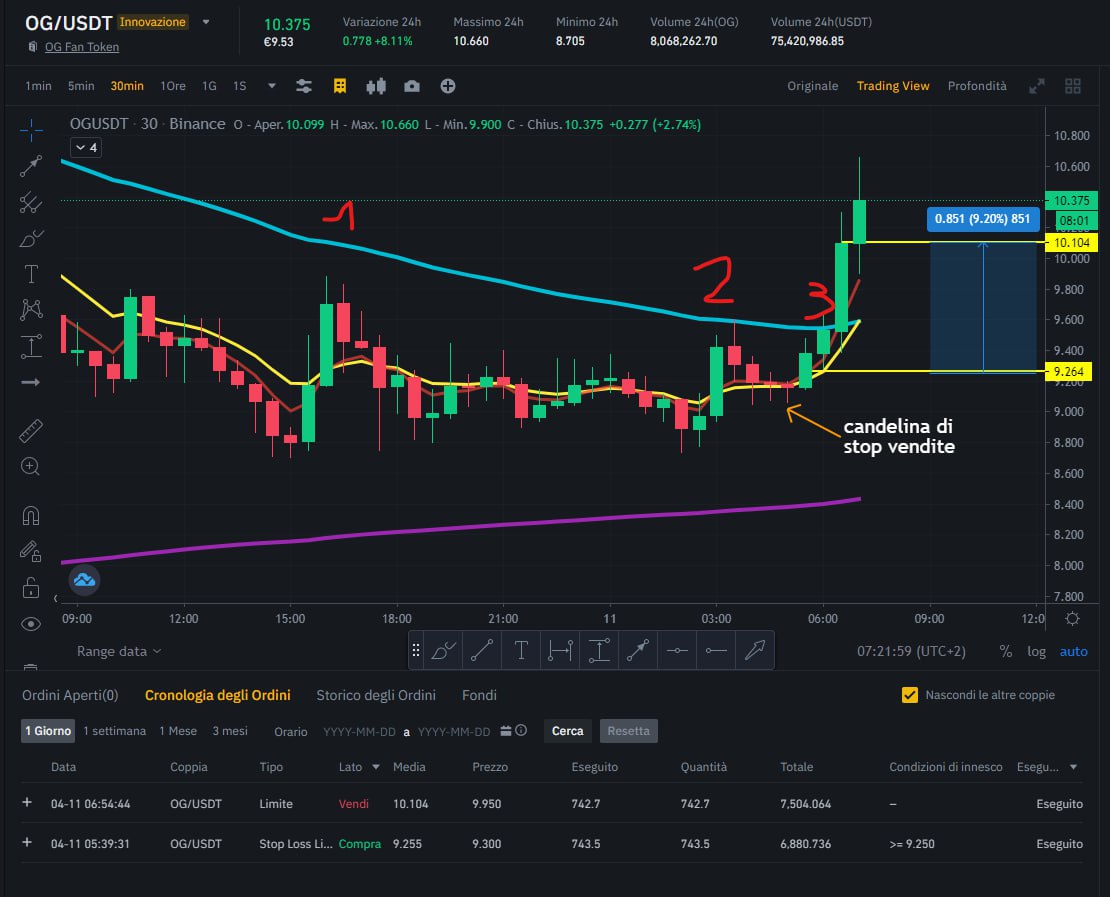 OG/USDT Innovazione
OG Fan Token
10.375
€9.53
Variazione 24h
0.778 +8.11%
Massimo 24h
10.660
Minimo 24h
8.705
Volume 24h(OG)
8,068,262.70
Volume 24h(USDT)
75,420,986.85
1min 5min 30min 1Ore 1G 1S
Originale Trading View Profondità
OGUSDT · 30 · Binance O - Aper.10.099 H - Max.10.660 L - Min.9.900 C - Chius.10.375 +0.277 (+2.74%)
4
10.800
10.600
10.375
08:01
10.104
10.000
9.800
9.600
9.400
9.264
9.200
9.000
8.800
8.600
8.400
8.200
8.000
7.800
0.851 (9.20%) 851
1
2
3
candelina di
stop vendite
09:00 12:00 15:00 18:00 21:00 11 03:00 06:00 09:00 12:0
Range data
07:21:59 (UTC+2) % log auto
Ordini Aperti(0) Cronologia degli Ordini Storico degli Ordini Fondi
Nascondi le altre coppie
1 Giorno 1 settimana 1 Mese 3 mesi Orario YYYY-MM-DD a YYYY-MM-DD Cerca Resetta
Data Coppia Tipo Lato Media Prezzo Eseguito Quantità Totale Condizioni di innesco Esegu...
+ 04-11 06:54:44 OG/USDT Limite Vendi 10.104 9.950 742.7 742.7 7,504.064 – Eseguito
+ 04-11 05:39:31 OG/USDT Stop Loss Li... Compra 9.255 9.300 743.5 743.5 6,880.736 >= 9.250 Eseguito